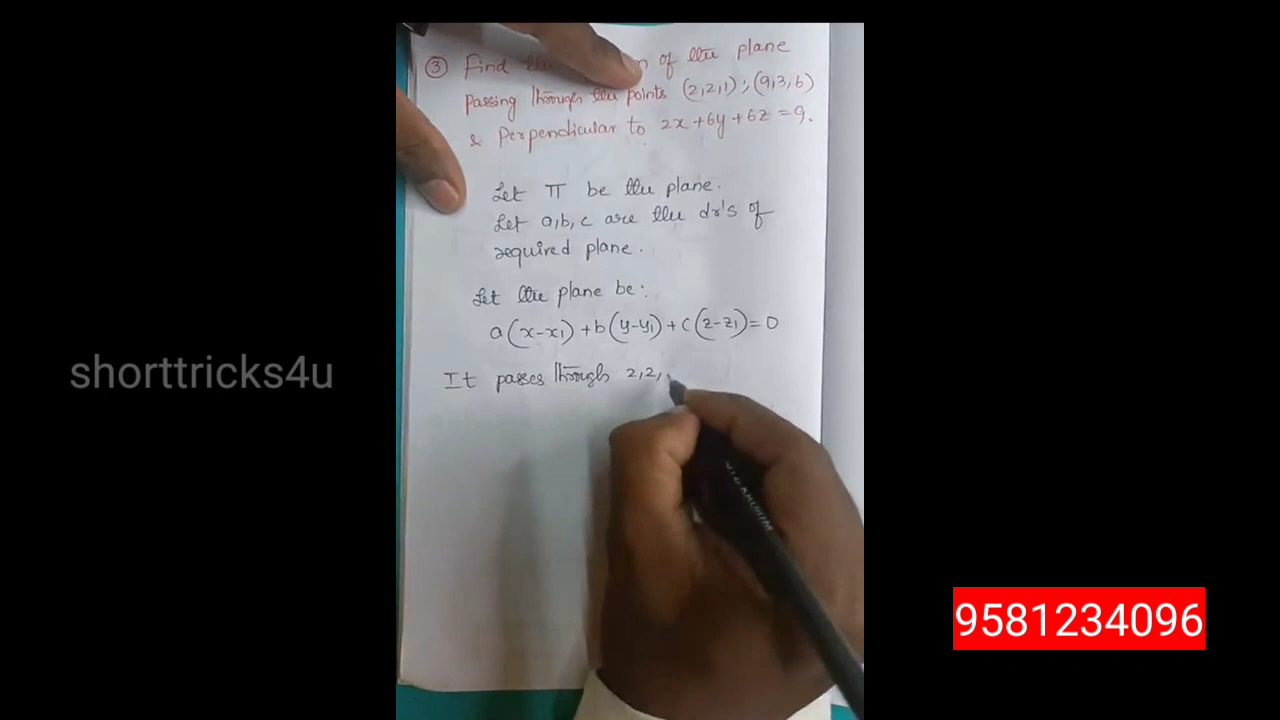 ③ Find n of the plane
passing through the points (2,2,1); (9,3,6)
& Perpendicular to 2x+6y+6z=9.
Let π be the plane.
Let a,b,c are the dr's of
required plane.
Let the plane be:
a(x-x₁)+b(y-y₁)+c(z-z₁)=0
It passes through 2,2,
shorttricks4u
9581234096